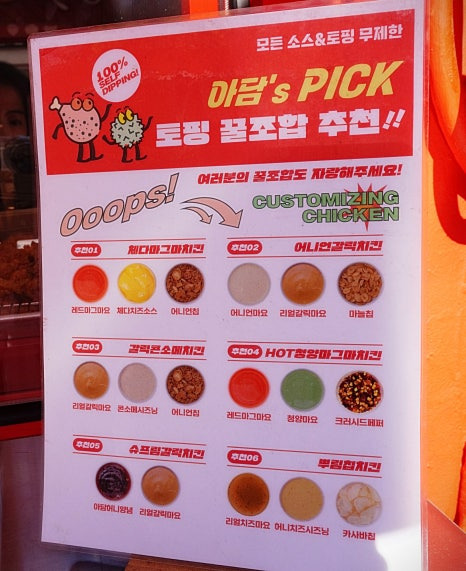 모든 소스&토핑 무제한
100%
SELF
DIPPING!
아담's PICK
토핑 꿀조합 추천!!
여러분의 꿀조합도 자랑해주세요!
Ooops!
CUSTOMIZING
CHICKEN
추천01 체다마그마치킨
레드마그마요 체다치즈소스 어니언칩
추천02 어니언갈릭치킨
어니언마요 리얼갈릭마요 마늘칩
추천03 갈릭콘소메치킨
리얼갈릭마요 콘소메시즈닝 어니언칩
추천04 HOT청양마그마치킨
레드마그마요 청양마요 크러시드페퍼
추천05 슈프림갈릭치킨
아담허니양념 리얼갈릭마요
추천06 뿌링칩치킨
리얼치즈마요 허니치즈시즈닝 카사바칩